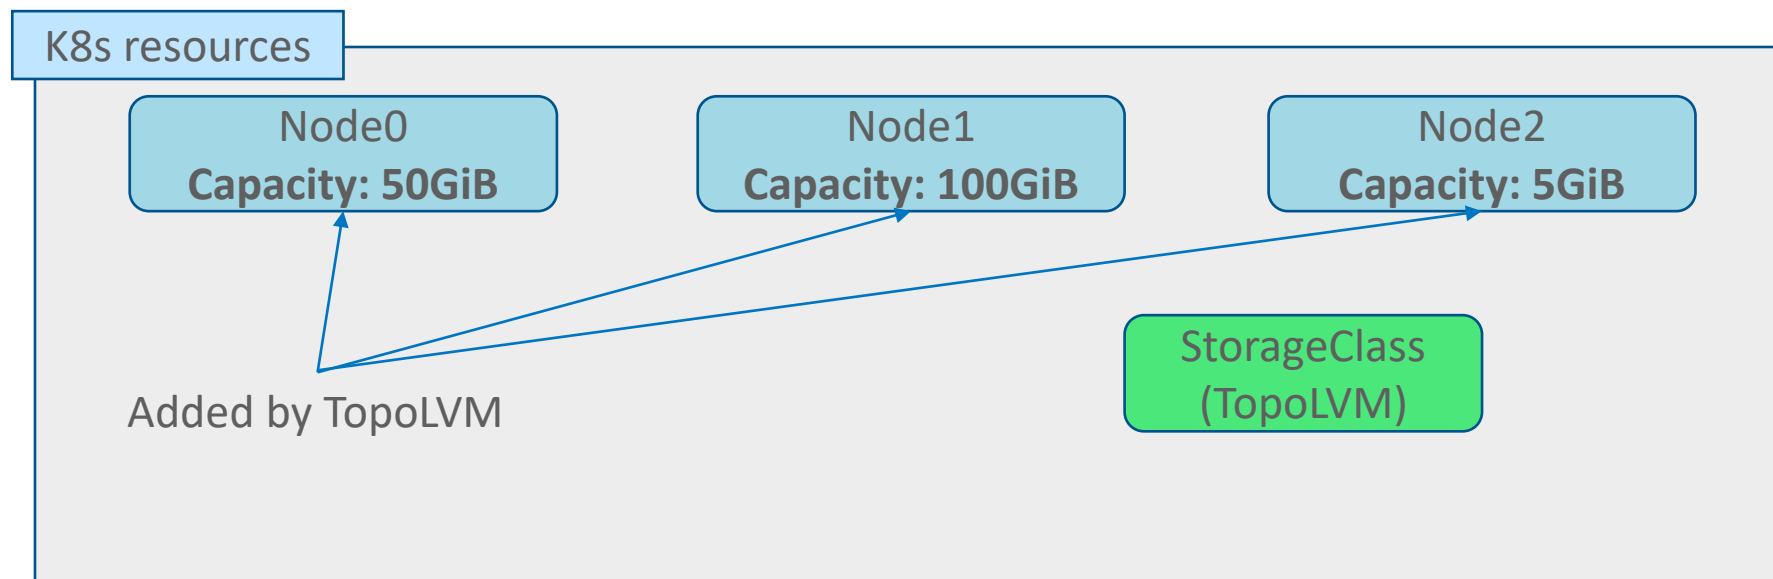 K8s resources
Node0
Capacity: 50GiB
Node1
Capacity: 100GiB
Node2
Capacity: 5GiB
StorageClass
(TopoLVM)
Added by TopoLVM